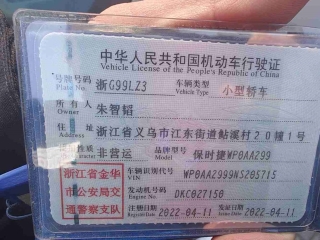 中华人民共和国机动车行驶证
Vehicle License of the People's Republic of China
号牌号码 浙G99LZ3 车辆类型 小型轿车
Plate No. Vehicle Type
所有人 朱智韬
Owner
住址 浙江省义乌市江东街道鲇溪村20幢1号
Address
使用性质 非营运 品牌型号 保时捷WP0AA299
Model
浙江省金华 车辆识别代号 WP0AA2999NS205715
VIN
市公安局交 发动机号码 DKC027150
Engine No.
通警察支队 注册日期 2022-04-11 发证日期 2022-04-11
Register Date Issue Date